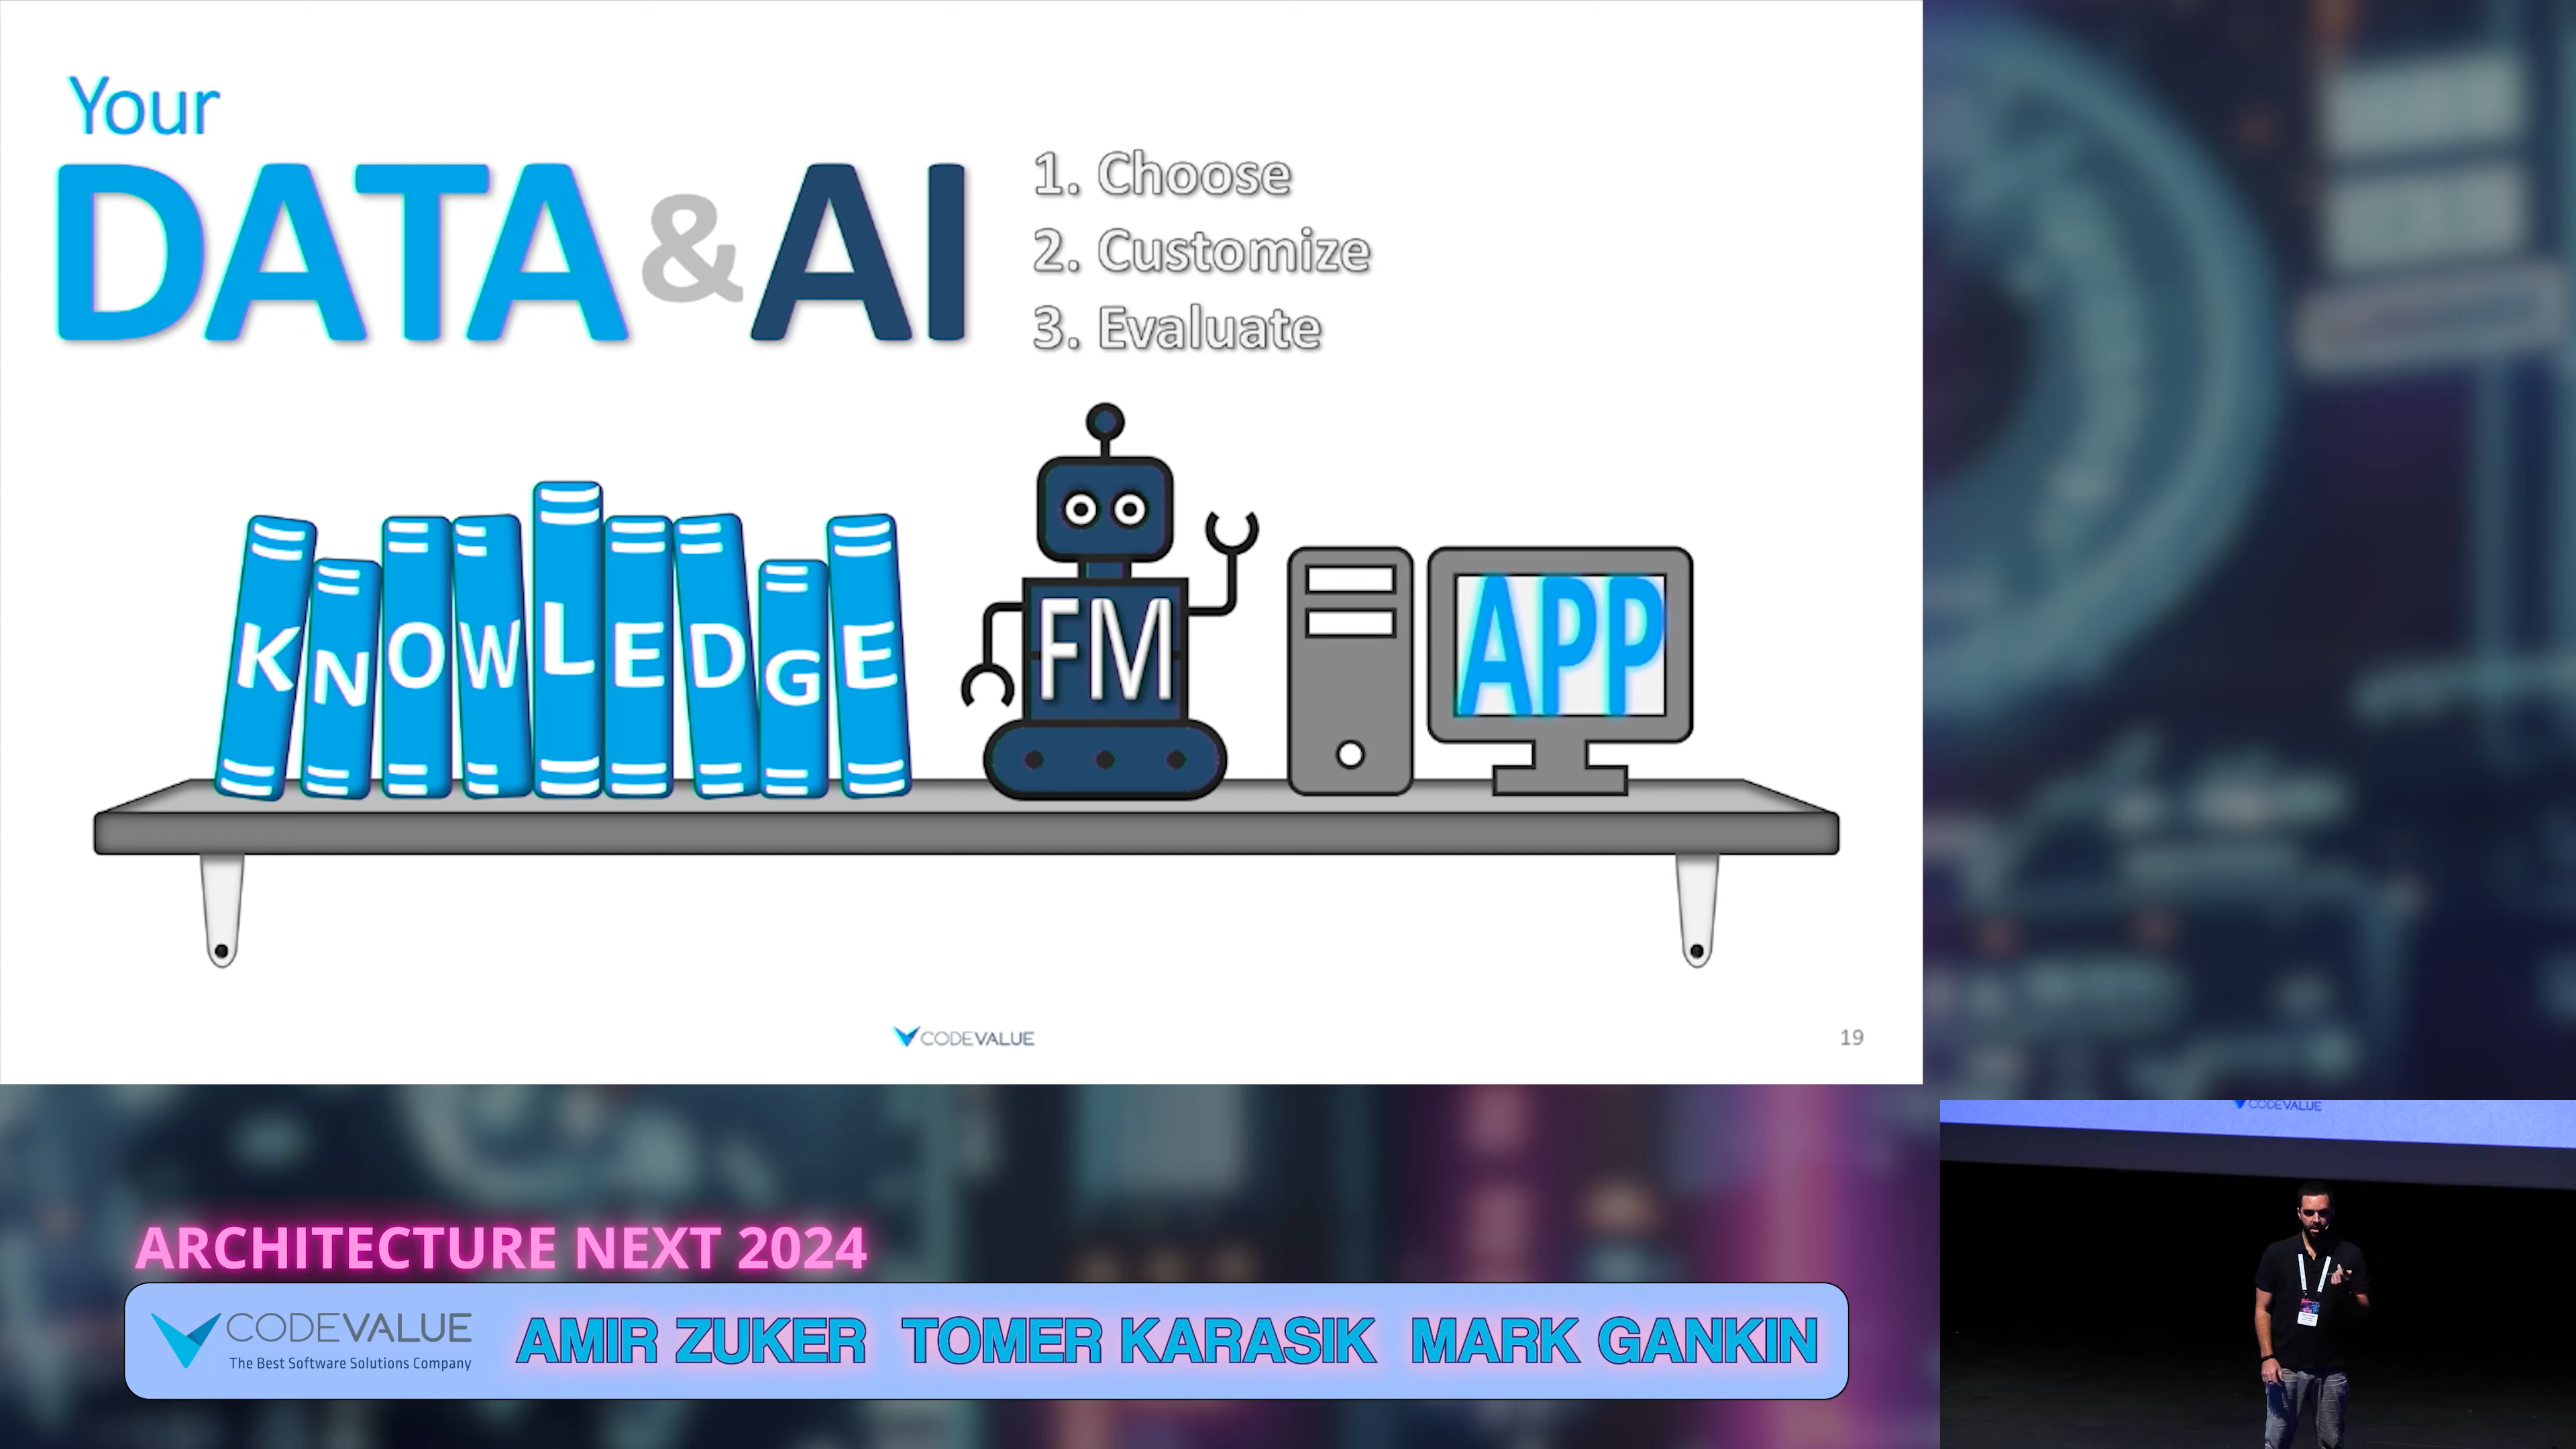 Your
DATA & AI
1. Choose
2. Customize
3. Evaluate
KNOWLEDGE
FM
APP
CODEVALUE
19
CODEVALUE
ARCHITECTURE NEXT 2024
CODEVALUE
The Best Software Solutions Company
AMIR ZUKER TOMER KARASIK MARK GANKIN